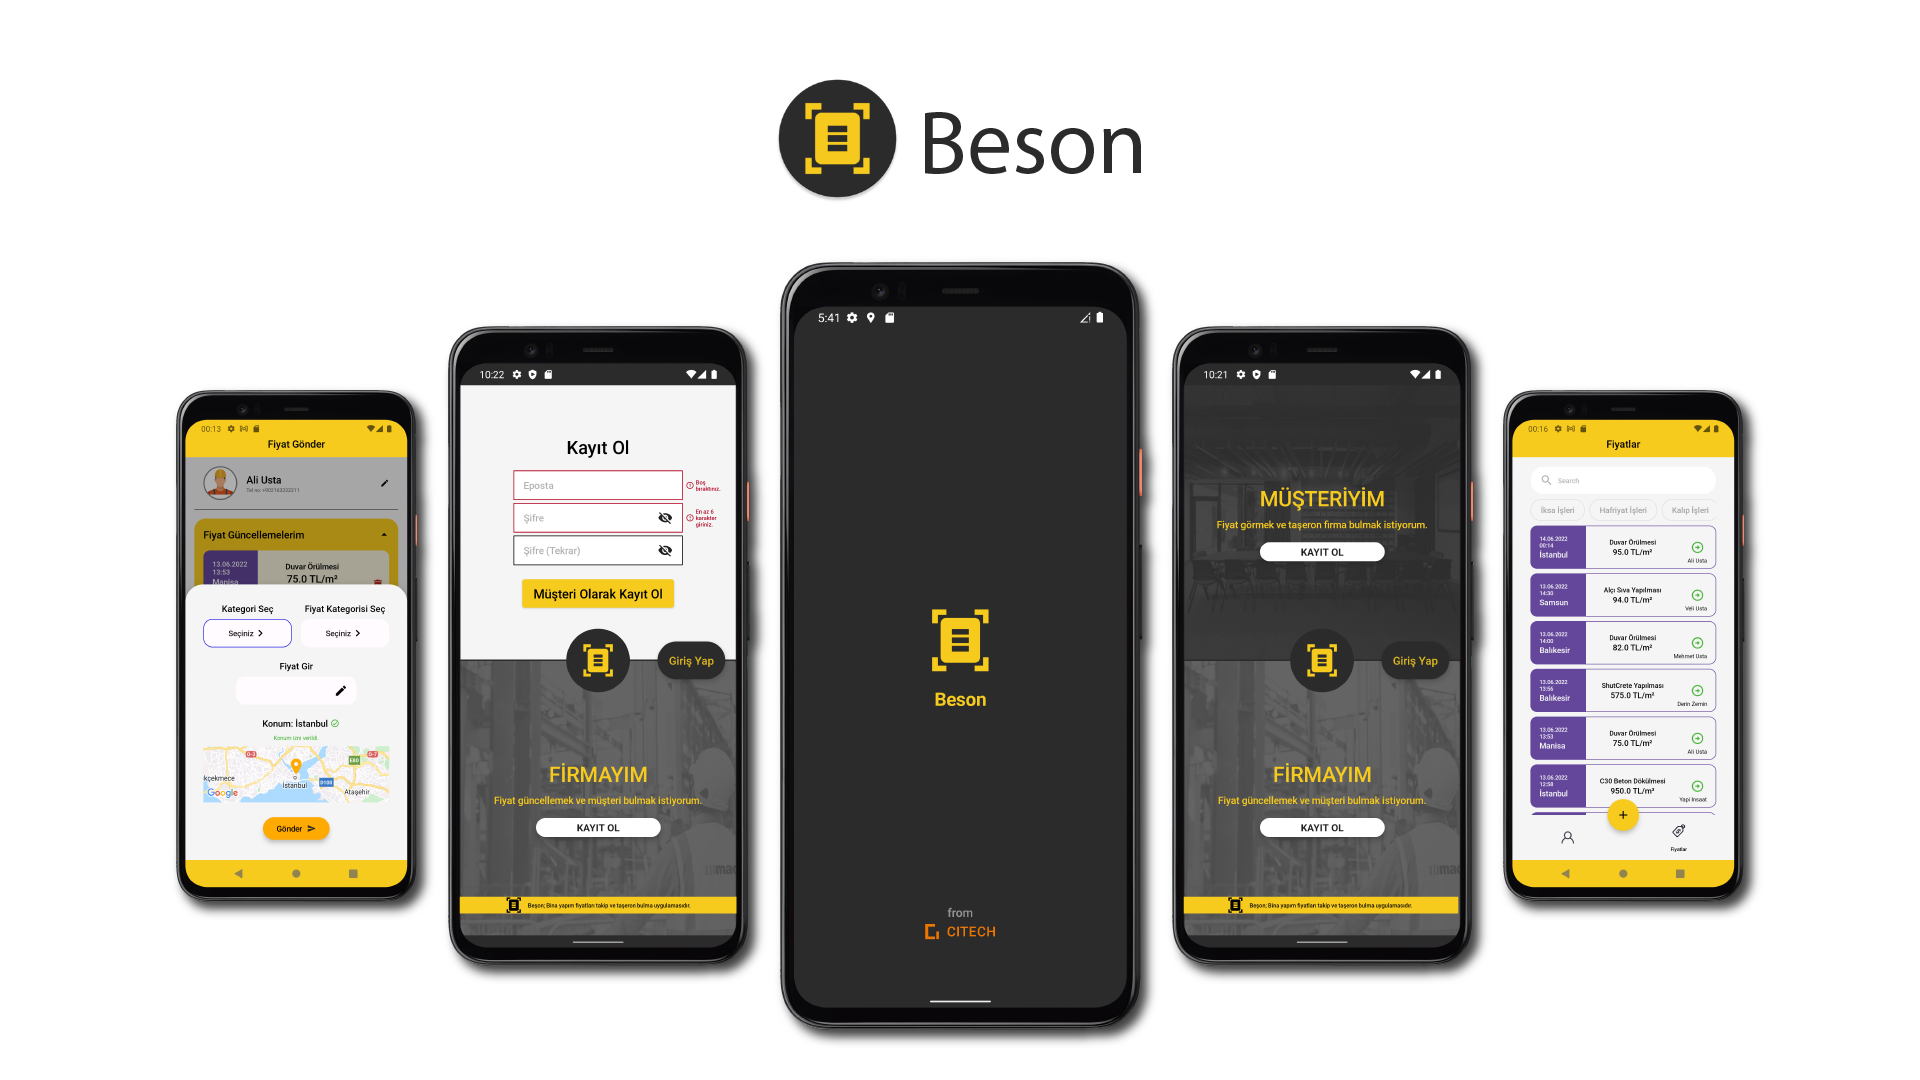 Beson
00:13
Fiyat Gönder
Ali Usta
Tel no: +902163332211
Fiyat Güncellemelerim
13.06.2022
13:53
Manisa
Duvar Örülmesi
75.0 TL/m²
Kategori Seç
Fiyat Kategorisi Seç
Seçiniz
Seçiniz
Fiyat Gir
Konum: İstanbul
Konum izni verildi.
kçekmece
İstanbul
Ataşehir
E80
D100
Google
Gönder
10:22
Kayıt Ol
Eposta
Boş
bıraktınız.
Şifre
En az 6
karakter
giriniz.
Şifre (Tekrar)
Müşteri Olarak Kayıt Ol
Giriş Yap
FİRMAYIM
Fiyat güncellemek ve müşteri bulmak istiyorum.
KAYIT OL
Beşon; Bina yapım fiyatları takip ve taşeron bulma uygulamasıdır.
5:41
Beson
from
CITECH
10:21
MÜŞTERİYİM
Fiyat görmek ve taşeron firma bulmak istiyorum.
KAYIT OL
Giriş Yap
FİRMAYIM
Fiyat güncellemek ve müşteri bulmak istiyorum.
KAYIT OL
Beşon; Bina yapım fiyatları takip ve taşeron bulma uygulamasıdır.
00:16
Fiyatlar
Search
İksa İşleri
Hafriyat İşleri
Kalıp İşleri
14.06.2022
00:14
İstanbul
Duvar Örülmesi
95.0 TL/m²
Ali Usta
13.06.2022
14:30
Samsun
Alçı Sıva Yapılması
94.0 TL/m²
Veli Usta
13.06.2022
14:00
Balıkesir
Duvar Örülmesi
82.0 TL/m²
Mehmet Usta
13.06.2022
13:56
Balıkesir
ShutCrete Yapılması
575.0 TL/m²
Derin Zemin
13.06.2022
13:53
Manisa
Duvar Örülmesi
75.0 TL/m²
Ali Usta
13.06.2022
12:58
İstanbul
C30 Beton Dökülmesi
950.0 TL/m³
Yapi Insaat
Fiyatlar